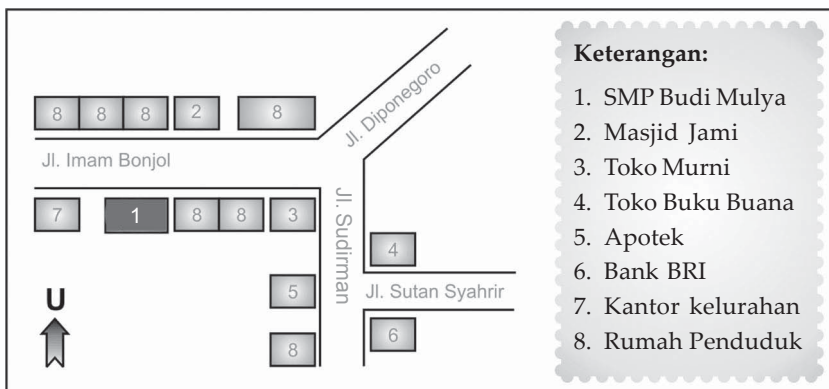 8 8 8 2 8
Jl. Diponegoro
Jl. Imam Bonjol
7 1 8 8 3
Jl. Sudirman
4
5
Jl. Sutan Syahrir
U
8
6
Keterangan:
1. SMP Budi Mulya
2. Masjid Jami
3. Toko Murni
4. Toko Buku Buana
5. Apotek
6. Bank BRI
7. Kantor kelurahan
8. Rumah Penduduk